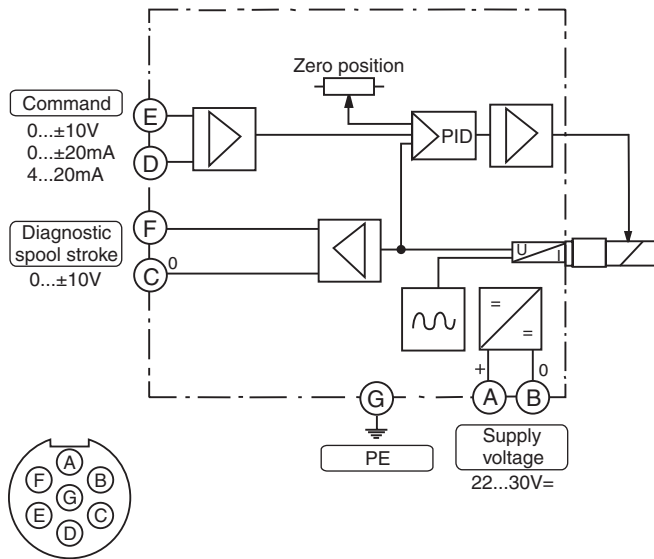 Zero position
Command
0...±10V
0...±20mA
4...20mA
E
D
PID
Diagnostic
spool stroke
0...±10V
F
C
0
U
I
=
=
+
0
A
B
G
PE
Supply
voltage
22...30V=
A
F
B
G
E
C
D